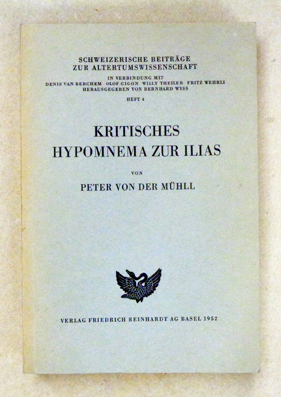 SCHWEIZERISCHE BEITRÄGE
ZUR ALTERTUMSWISSENSCHAFT
IN VERBINDUNG MIT
DENIS VAN BERCHEM OLOF GIGON WILLY THEILER FRITZ WEHRLI
HERAUSGEGEBEN VON BERNHARD WYSS
HEFT 4
KRITISCHES
HYPOMNEMA ZUR ILIAS
VON
PETER VON DER MÜHLL
VERLAG FRIEDRICH REINHARDT AG BASEL 1952